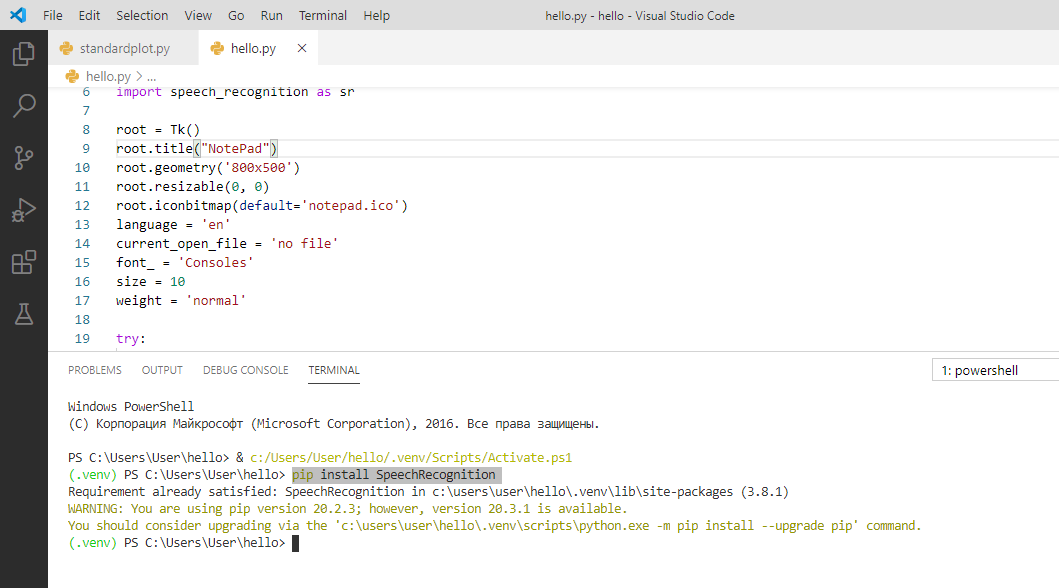 File Edit Selection View Go Run Terminal Help hello.py - hello - Visual Studio Code
standardplot.py hello.py
hello.py > ...
6 import speech_recognition as sr
7
8 root = Tk()
9 root.title("NotePad")
10 root.geometry('800x500')
11 root.resizable(0, 0)
12 root.iconbitmap(default='notepad.ico')
13 language = 'en'
14 current_open_file = 'no file'
15 font_ = 'Consoles'
16 size = 10
17 weight = 'normal'
18
19 try:
PROBLEMS OUTPUT DEBUG CONSOLE TERMINAL 1: powershell
Windows PowerShell
(C) Корпорация Майкрософт (Microsoft Corporation), 2016. Все права защищены.
PS C:\Users\User\hello> & c:/Users/User/hello/.venv/Scripts/Activate.ps1
(.venv) PS C:\Users\User\hello> pip install SpeechRecognition
Requirement already satisfied: SpeechRecognition in c:\users\user\hello\.venv\lib\site-packages (3.8.1)
WARNING: You are using pip version 20.2.3; however, version 20.3.1 is available.
You should consider upgrading via the 'c:\users\user\hello\.venv\scripts\python.exe -m pip install --upgrade pip' command.
(.venv) PS C:\Users\User\hello>